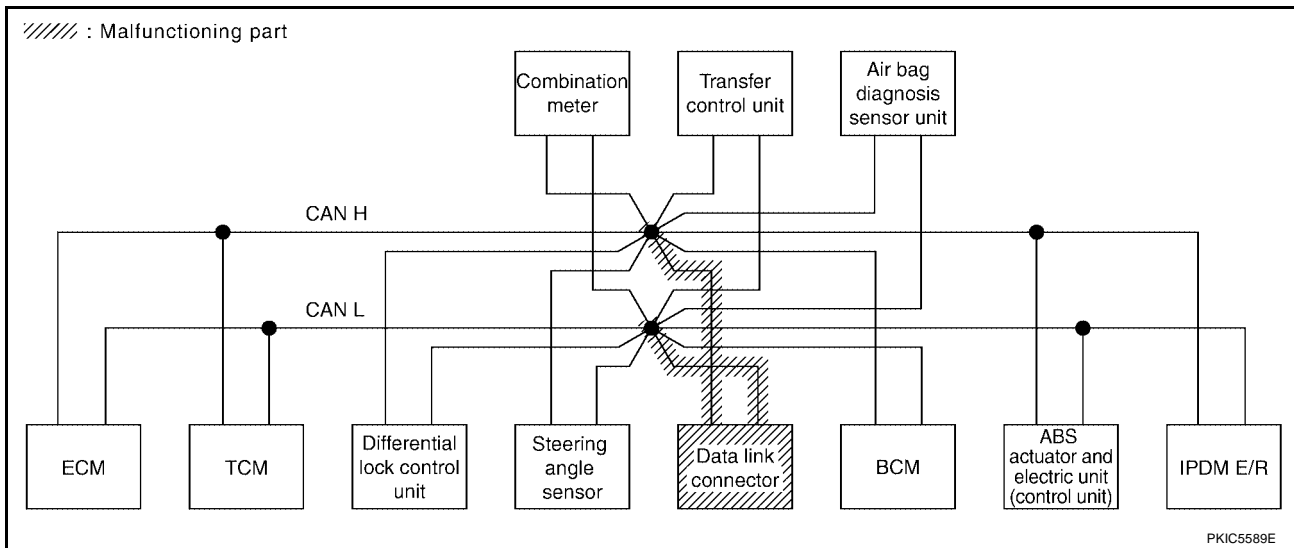 : Malfunctioning part
Combination
meter
Transfer
control unit
Air bag
diagnosis
sensor unit
CAN H
CAN L
ECM
TCM
Differential
lock control
unit
Steering
angle
sensor
Data link
connector
BCM
ABS
actuator and
electric unit
(control unit)
IPDM E/R
PKIC5589E